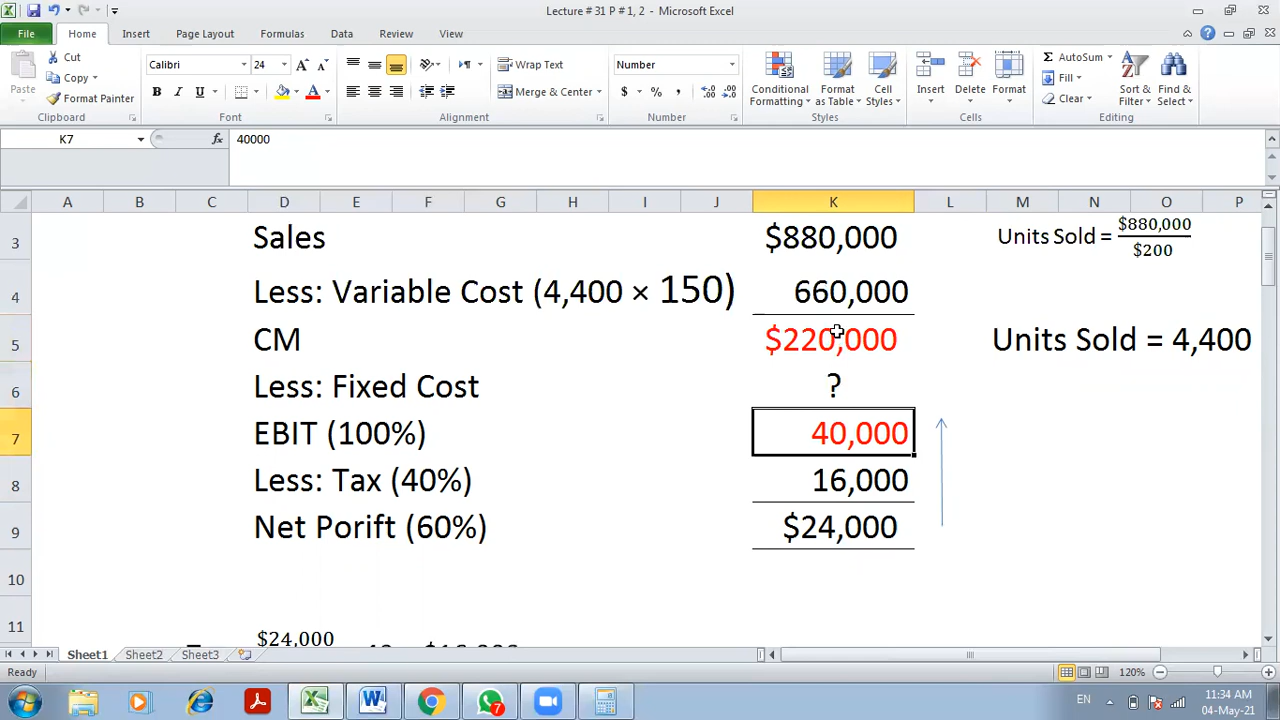 Lecture # 31 P # 1, 2 - Microsoft Excel
File Home Insert Page Layout Formulas Data Review View
Paste
Cut
Copy
Format Painter
Clipboard
Calibri 24
B I U
Font
Wrap Text
Merge & Center
Alignment
Number
$ % ,
Number
Conditional Formatting
Format as Table
Cell Styles
Styles
Insert Delete Format
Cells
Σ AutoSum
Fill
Clear
Sort & Filter
Find & Select
Editing
K7 fx 40000
A B C D E F G H I J K L M N O P
3 Sales $880,000 Units Sold = $880,000 / $200
4 Less: Variable Cost (4,400 × 150) 660,000
5 CM $220,000 Units Sold = 4,400
6 Less: Fixed Cost ?
7 EBIT (100%) 40,000
8 Less: Tax (40%) 16,000
9 Net Porift (60%) $24,000
10
11
$24,000
Sheet1 Sheet2 Sheet3
Ready 120%
7
EN
11:34 AM
04-May-21